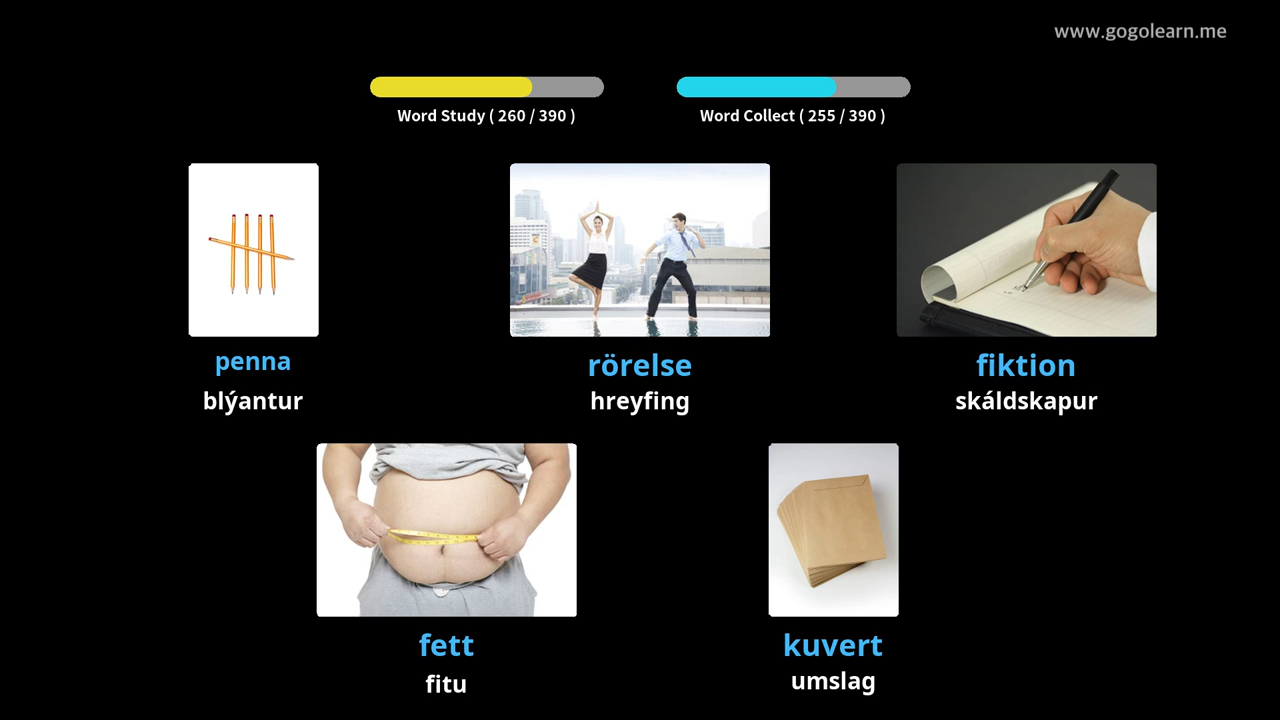 www.gogolearn.me
Word Study ( 260 / 390 )
Word Collect ( 255 / 390 )
penna
blýantur
rörelse
hreyfing
fiktion
skáldskapur
fett
fitu
kuvert
umslag